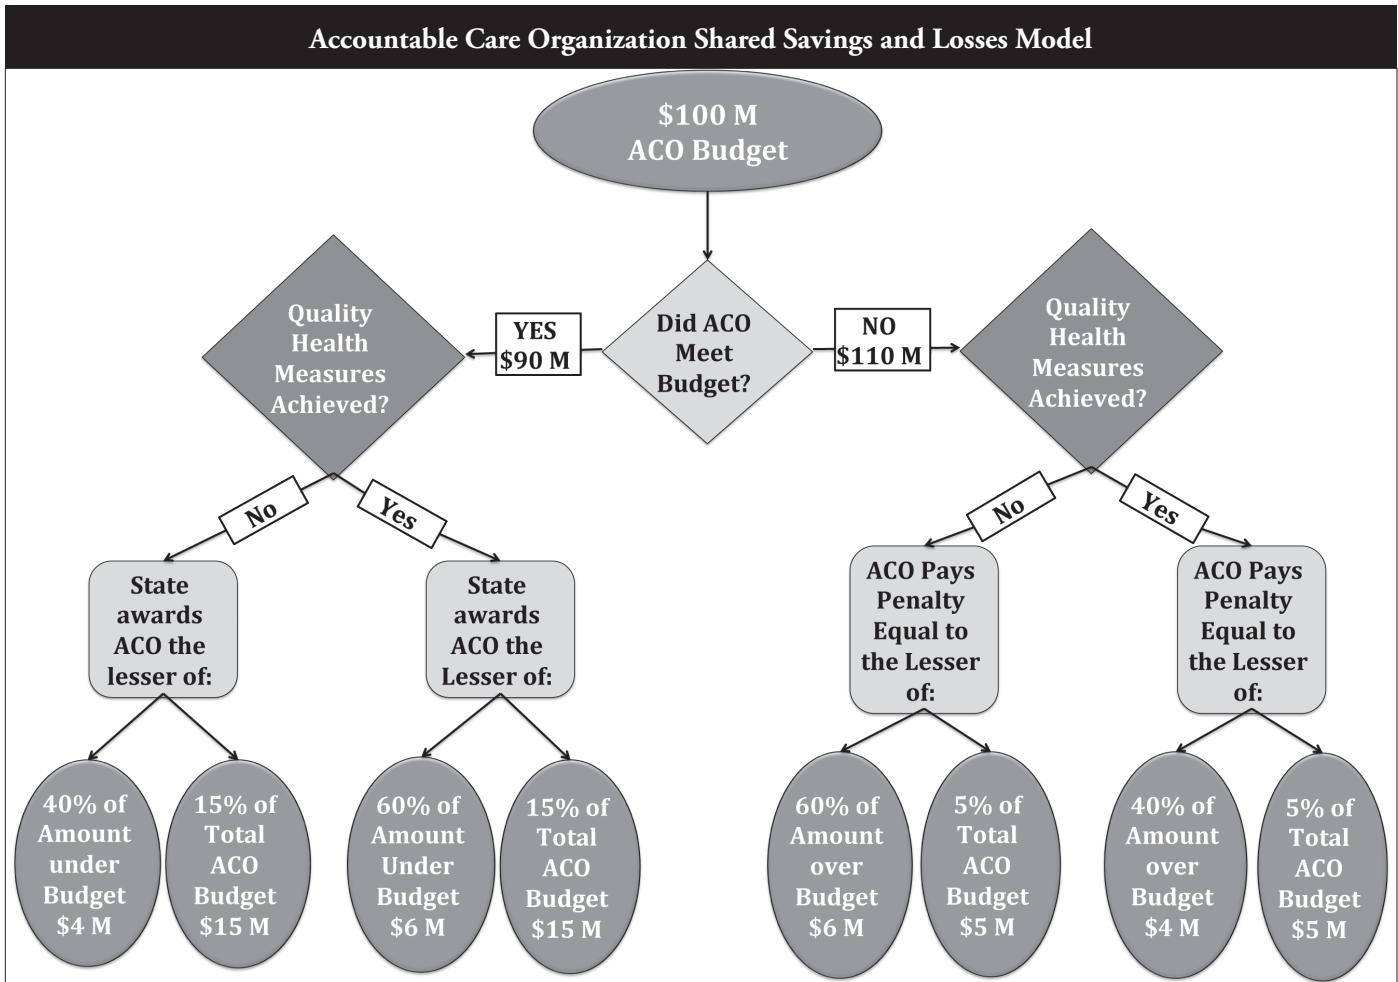 Accountable Care Organization Shared Savings and Losses Model
$100 M
ACO Budget
Did ACO
Meet
Budget?
YES
$90 M
NO
$110 M
Quality
Health
Measures
Achieved?
Quality
Health
Measures
Achieved?
No
Yes
No
Yes
State
awards
ACO the
lesser of:
State
awards
ACO the
Lesser of:
ACO Pays
Penalty
Equal to
the Lesser
of:
ACO Pays
Penalty
Equal to
the Lesser
of:
40% of
Amount
under
Budget
$4 M
15% of
Total
ACO
Budget
$15 M
60% of
Amount
Under
Budget
$6 M
15% of
Total
ACO
Budget
$15 M
60% of
Amount
over
Budget
$6 M
5% of
Total
ACO
Budget
$5 M
40% of
Amount
over
Budget
$4 M
5% of
Total
ACO
Budget
$5 M